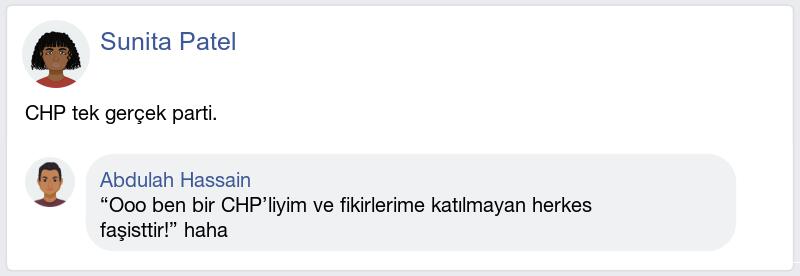 Sunita Patel
CHP tek gerçek parti.
Abdulah Hassain
“Ooo ben bir CHP’liyim ve fikirlerime katılmayan herkes
faşisttir!” haha